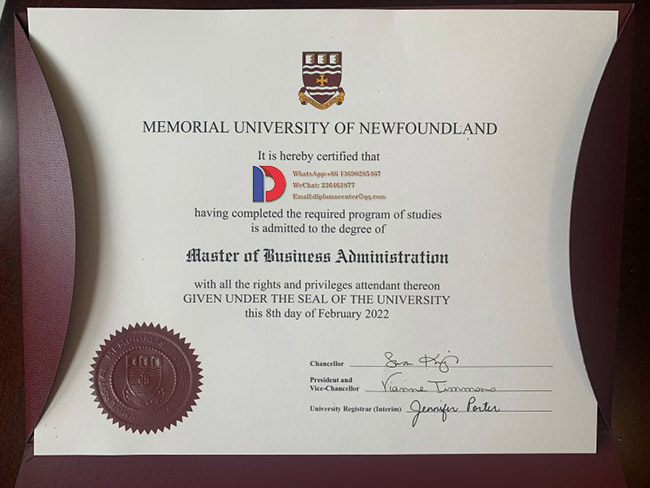 MEMORIAL UNIVERSITY OF NEWFOUNDLAND
It is hereby certified that
WhatsApp:+86 13690285467
WeChat: 236461877
Email:diplomacenter@qq.com
having completed the required program of studies
is admitted to the degree of
Master of Business Administration
with all the rights and privileges attendant thereon
GIVEN UNDER THE SEAL OF THE UNIVERSITY
this 8th day of February 2022
Chancellor
President and
Vice-Chancellor Vianne Timmons
University Registrar (Interim) Jennifer Porter